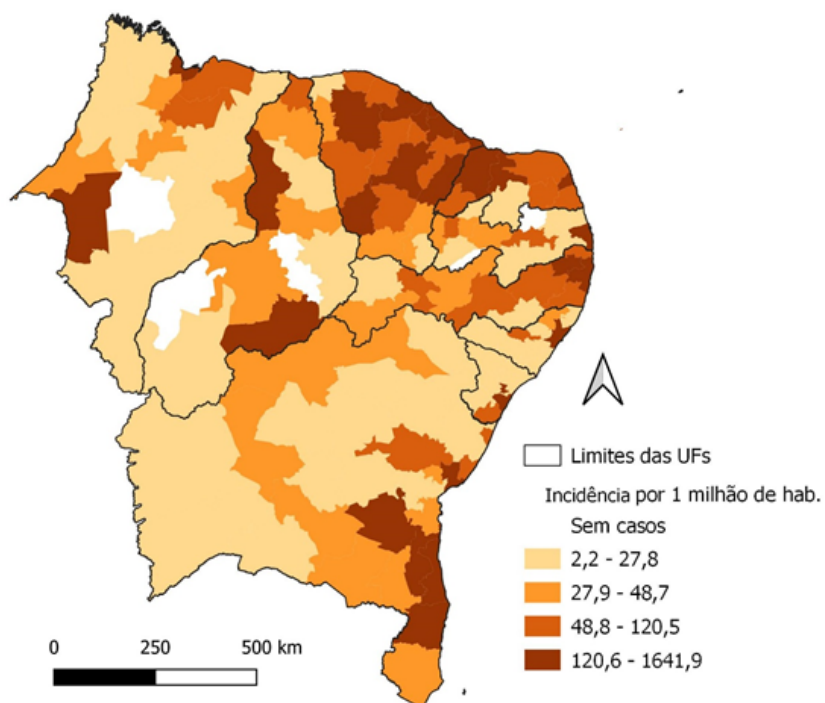 Limites das UFs
Incidência por 1 milhão de hab.
Sem casos
2,2 - 27,8
27,9 - 48,7
48,8 - 120,5
120,6 - 1641,9
0 250 500 km